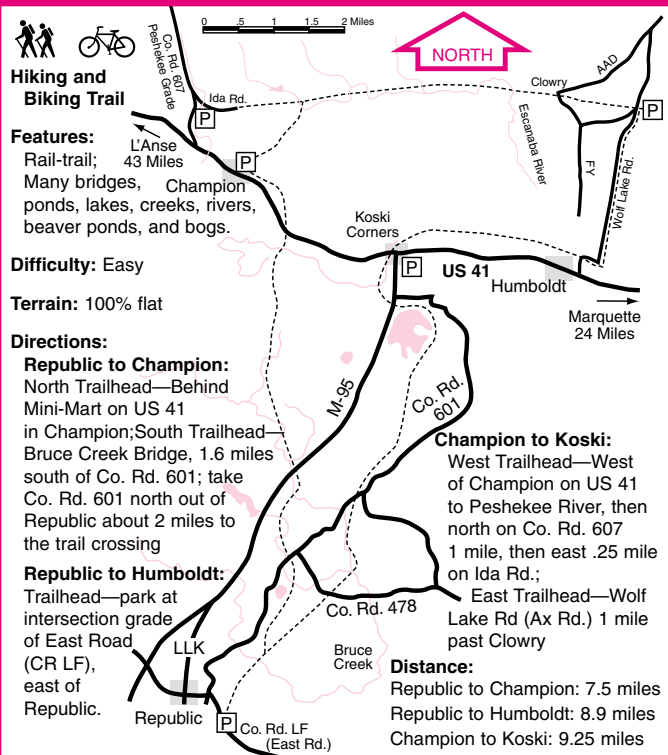 0 .5 1 1.5 2 Miles
NORTH
Co. Rd. 607
Peshekee Grade
Ida Rd.
P
Clowry
AAD
P
Hiking and
Biking Trail
Features:
Rail-trail;
Many bridges,
ponds, lakes, creeks, rivers,
beaver ponds, and bogs.
Difficulty: Easy
Terrain: 100% flat
L'Anse
43 Miles
P
Champion
Escanaba River
FY
Wolf Lake Rd.
Koski
Corners
P
US 41
Humboldt
Marquette
24 Miles
M-95
Co. Rd.
601
Directions:
Republic to Champion:
North Trailhead—Behind
Mini-Mart on US 41
in Champion;South Trailhead—
Bruce Creek Bridge, 1.6 miles
south of Co. Rd. 601; take
Co. Rd. 601 north out of
Republic about 2 miles to
the trail crossing
Republic to Humboldt:
Trailhead—park at
intersection grade
of East Road
(CR LF),
east of
Republic.
Champion to Koski:
West Trailhead—West
of Champion on US 41
to Peshekee River, then
north on Co. Rd. 607
1 mile, then east .25 mile
on Ida Rd.;
East Trailhead—Wolf
Lake Rd (Ax Rd.) 1 mile
past Clowry
Co. Rd. 478
LLK
Bruce
Creek
Republic
P
Co. Rd. LF
(East Rd.)
Distance:
Republic to Champion: 7.5 miles
Republic to Humboldt: 8.9 miles
Champion to Koski: 9.25 miles